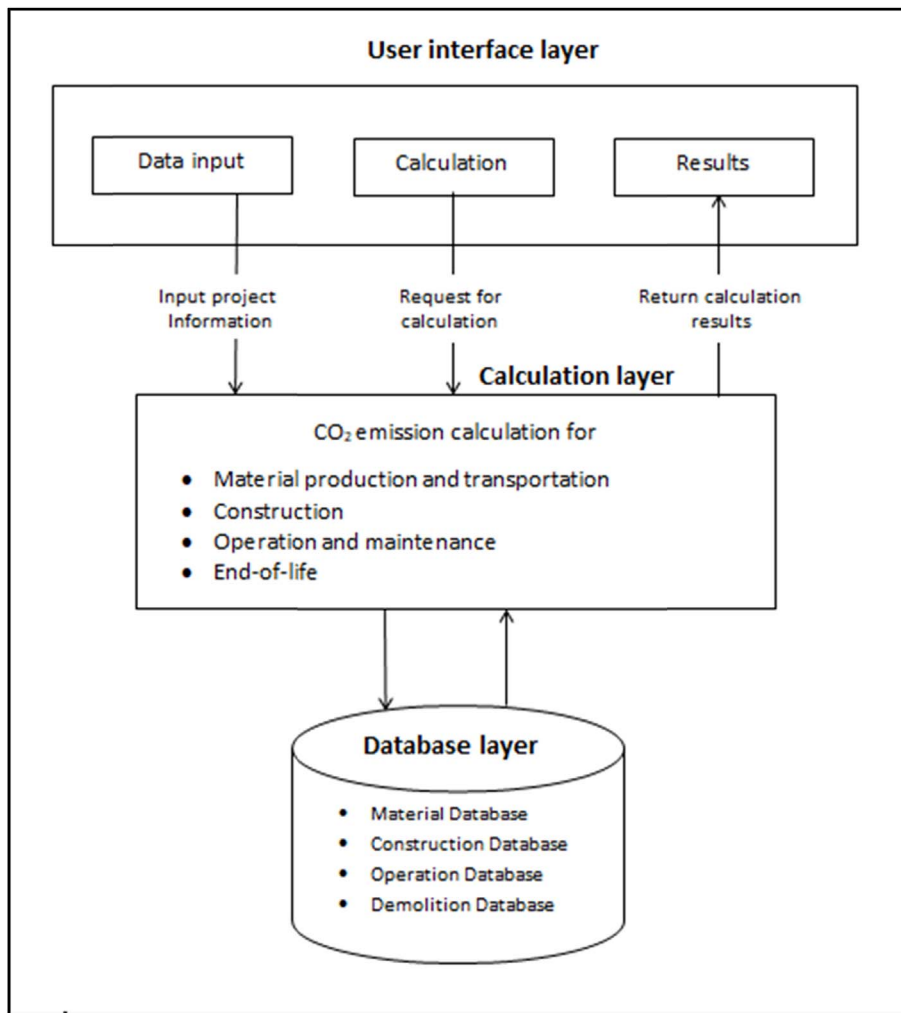 User interface layer
Data input
Calculation
Results
Input project
Information
Request for
calculation
Return calculation
results
Calculation layer
CO₂ emission calculation for
• Material production and transportation
• Construction
• Operation and maintenance
• End-of-life
Database layer
• Material Database
• Construction Database
• Operation Database
• Demolition Database